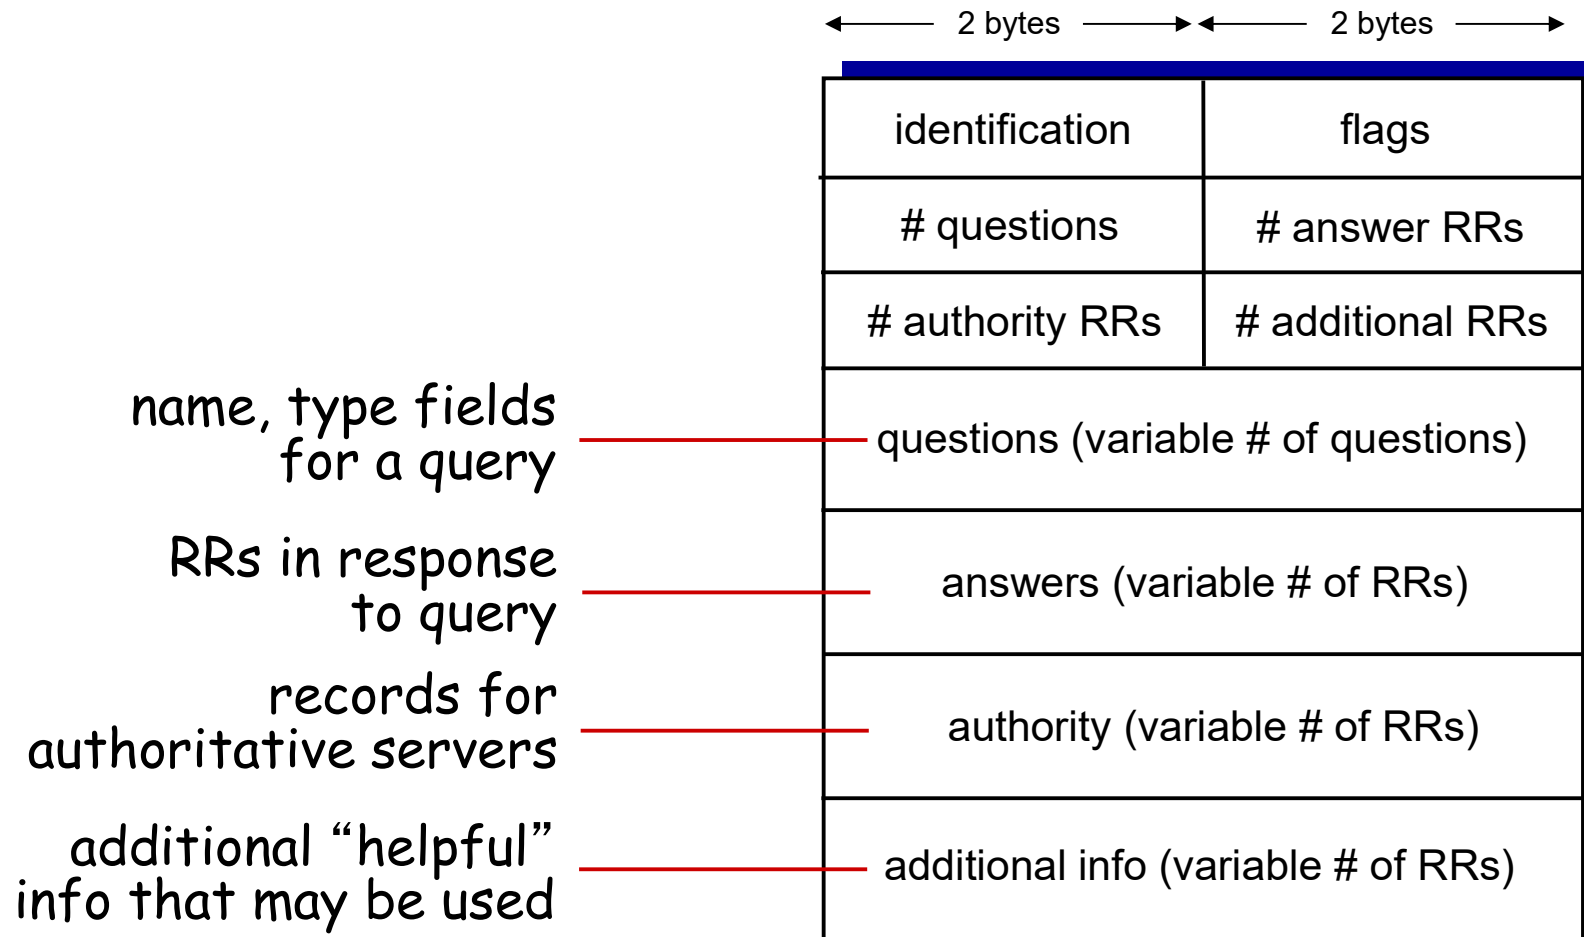 2 bytes 2 bytes
identification flags
# questions # answer RRs
# authority RRs # additional RRs
name, type fields
for a query
questions (variable # of questions)
RRs in response
to query
answers (variable # of RRs)
records for
authoritative servers
authority (variable # of RRs)
additional “helpful”
info that may be used
additional info (variable # of RRs)